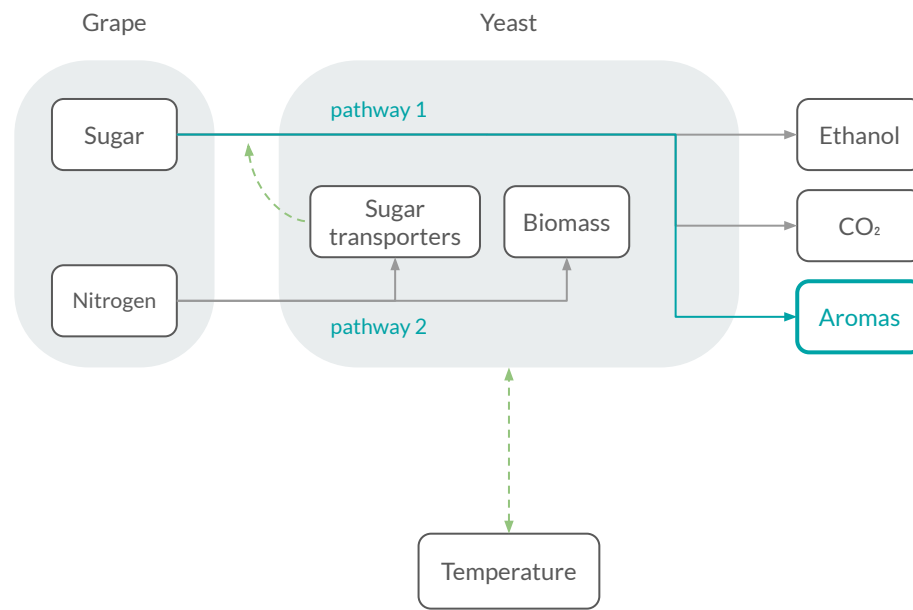 Grape
Yeast
pathway 1
Sugar
Ethanol
Sugar
transporters
Biomass
CO₂
Nitrogen
pathway 2
Aromas
Temperature